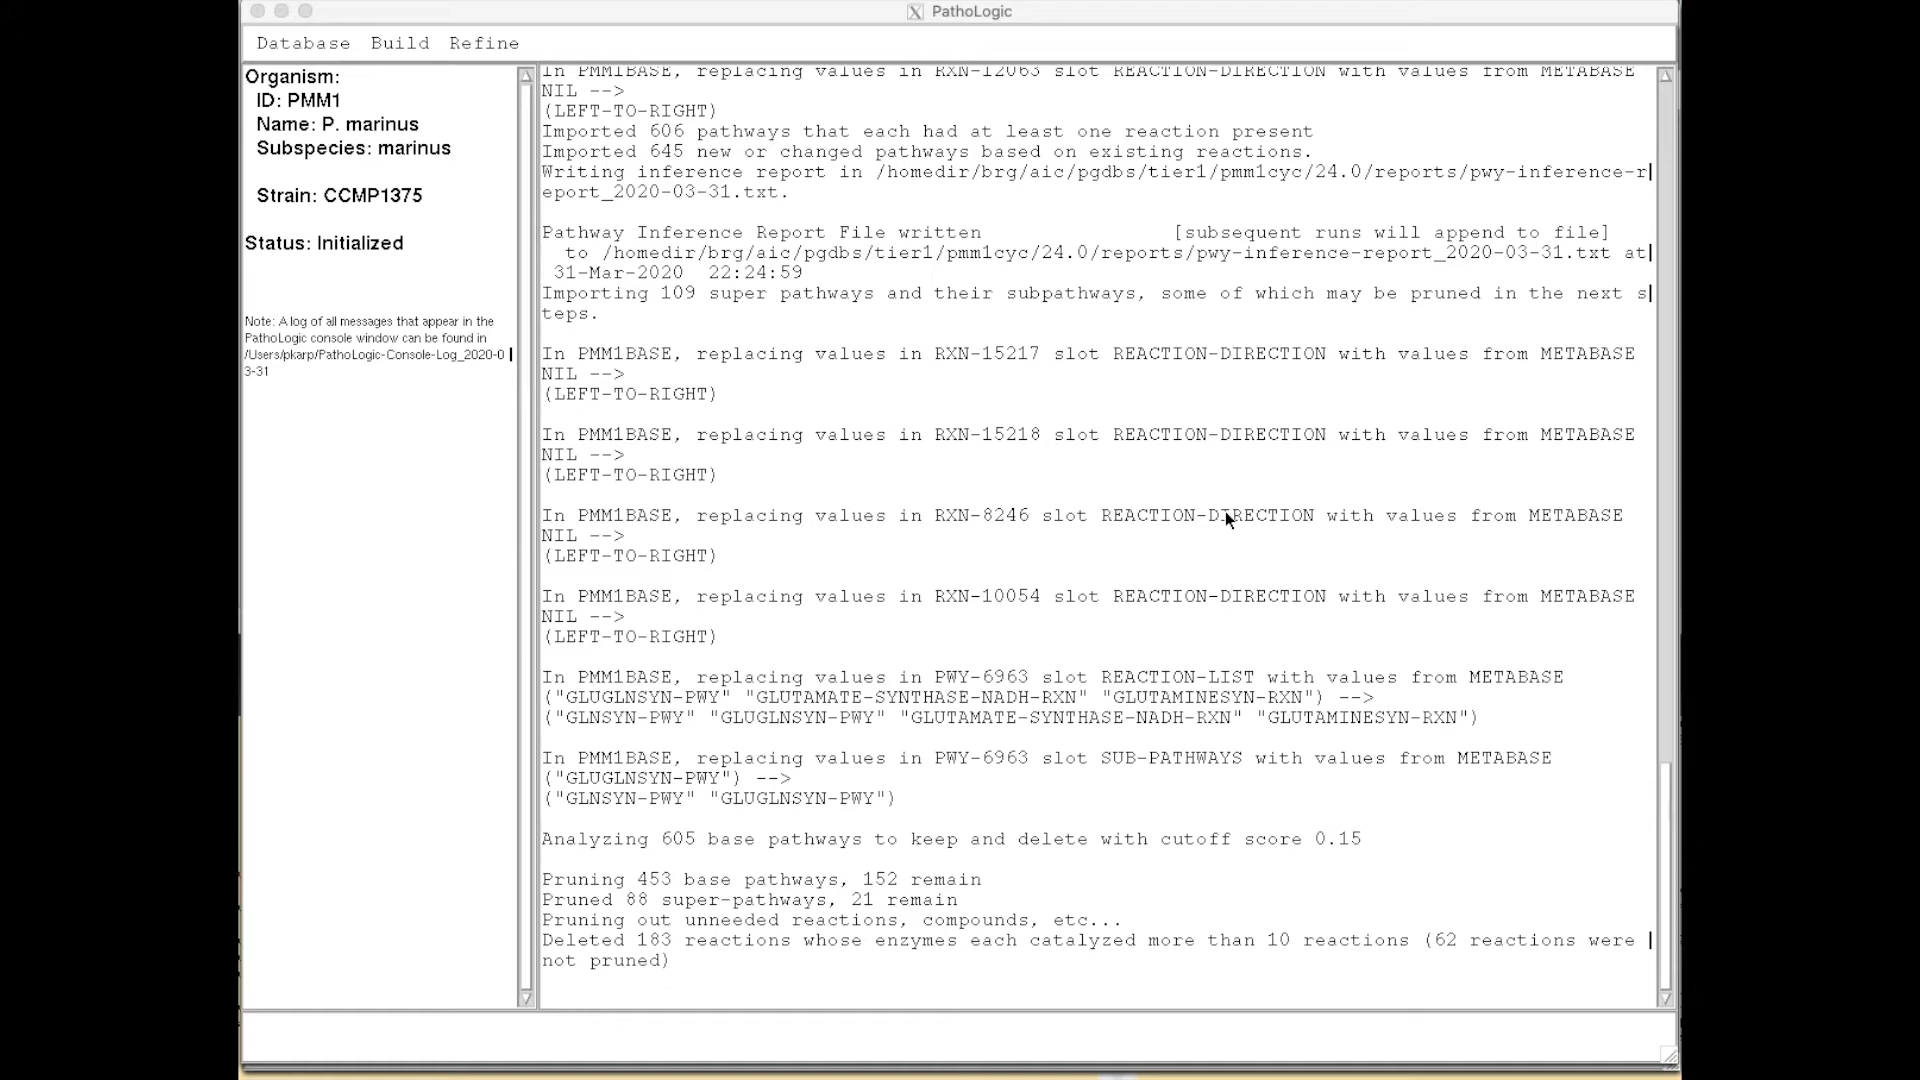 PathoLogic
Database Build Refine
Organism:
ID: PMM1
Name: P. marinus
Subspecies: marinus
Strain: CCMP1375
Status: Initialized
Note: A log of all messages that appear in the
PathoLogic console window can be found in
/Users/pkarp/PathoLogic-Console-Log_2020-0
3-31
In PMM1BASE, replacing values in RXN-12063 slot REACTION-DIRECTION with values from METABASE
NIL -->
(LEFT-TO-RIGHT)
Imported 606 pathways that each had at least one reaction present
Imported 645 new or changed pathways based on existing reactions.
Writing inference report in /homedir/brg/aic/pgdbs/tier1/pmm1cyc/24.0/reports/pwy-inference-r
eport_2020-03-31.txt.
Pathway Inference Report File written [subsequent runs will append to file]
to /homedir/brg/aic/pgdbs/tier1/pmm1cyc/24.0/reports/pwy-inference-report_2020-03-31.txt at
31-Mar-2020 22:24:59
Importing 109 super pathways and their subpathways, some of which may be pruned in the next s
teps.
In PMM1BASE, replacing values in RXN-15217 slot REACTION-DIRECTION with values from METABASE
NIL -->
(LEFT-TO-RIGHT)
In PMM1BASE, replacing values in RXN-15218 slot REACTION-DIRECTION with values from METABASE
NIL -->
(LEFT-TO-RIGHT)
In PMM1BASE, replacing values in RXN-8246 slot REACTION-DIRECTION with values from METABASE
NIL -->
(LEFT-TO-RIGHT)
In PMM1BASE, replacing values in RXN-10054 slot REACTION-DIRECTION with values from METABASE
NIL -->
(LEFT-TO-RIGHT)
In PMM1BASE, replacing values in PWY-6963 slot REACTION-LIST with values from METABASE
("GLUGLNSYN-PWY" "GLUTAMATE-SYNTHASE-NADH-RXN" "GLUTAMINESYN-RXN") -->
("GLNSYN-PWY" "GLUGLNSYN-PWY" "GLUTAMATE-SYNTHASE-NADH-RXN" "GLUTAMINESYN-RXN")
In PMM1BASE, replacing values in PWY-6963 slot SUB-PATHWAYS with values from METABASE
("GLUGLNSYN-PWY") -->
("GLNSYN-PWY" "GLUGLNSYN-PWY")
Analyzing 605 base pathways to keep and delete with cutoff score 0.15
Pruning 453 base pathways, 152 remain
Pruned 88 super-pathways, 21 remain
Pruning out unneeded reactions, compounds, etc...
Deleted 183 reactions whose enzymes each catalyzed more than 10 reactions (62 reactions were
not pruned)